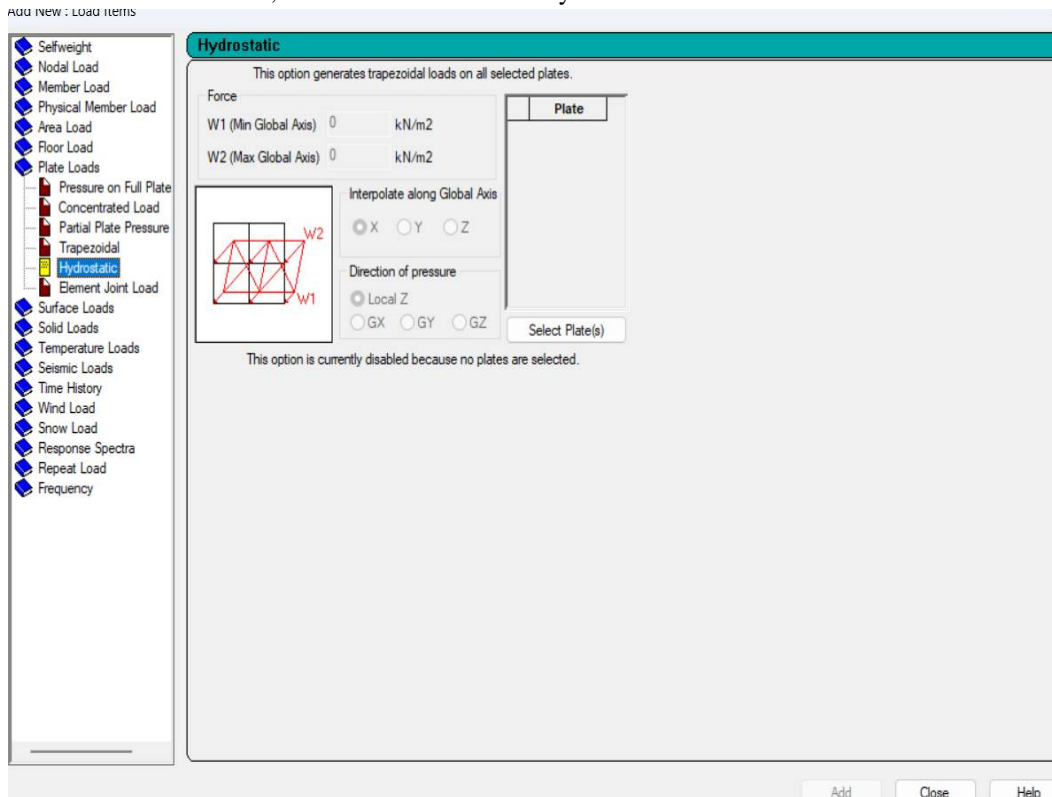 Add New : Load Items
Selfweight
Nodal Load
Member Load
Physical Member Load
Area Load
Floor Load
Plate Loads
Pressure on Full Plate
Concentrated Load
Partial Plate Pressure
Trapezoidal
Hydrostatic
Element Joint Load
Surface Loads
Solid Loads
Temperature Loads
Seismic Loads
Time History
Wind Load
Snow Load
Response Spectra
Repeat Load
Frequency
Hydrostatic
This option generates trapezoidal loads on all selected plates.
Force
W1 (Min Global Axis) 0 kN/m2
W2 (Max Global Axis) 0 kN/m2
Plate
W2
W1
Interpolate along Global Axis
X Y Z
Direction of pressure
Local Z
GX GY GZ
Select Plate(s)
This option is currently disabled because no plates are selected.
Add Close Help